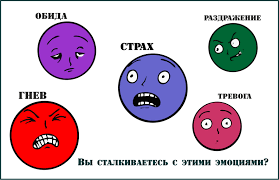 ОБИДА
РАЗДРАЖЕНИЕ
СТРАХ
ГНЕВ
ТРЕВОГА
Вы сталкиваетесь с этими эмоциями?